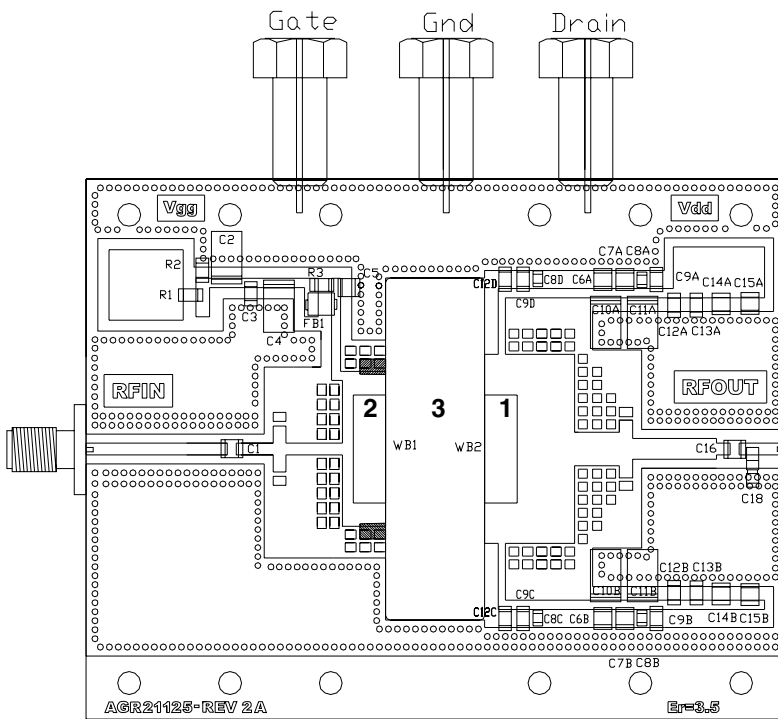 Gate Gnd Drain
Vgg Vdd
C2 C7A C8A
R2 R3 C5 C12D C8D C6A C9A C14A C15A
R1 C3 FB1 C9D C10A C11A C12A C13A
C4
RFIN 2 3 1 RFOUT
C1 WB1 WB2 C16
C18
C12B C13B
C9C C10B C11B
C12C C8C C6B C9B C14B C15B
C7B C8B
AGR21125-REV 2A Er=3.5